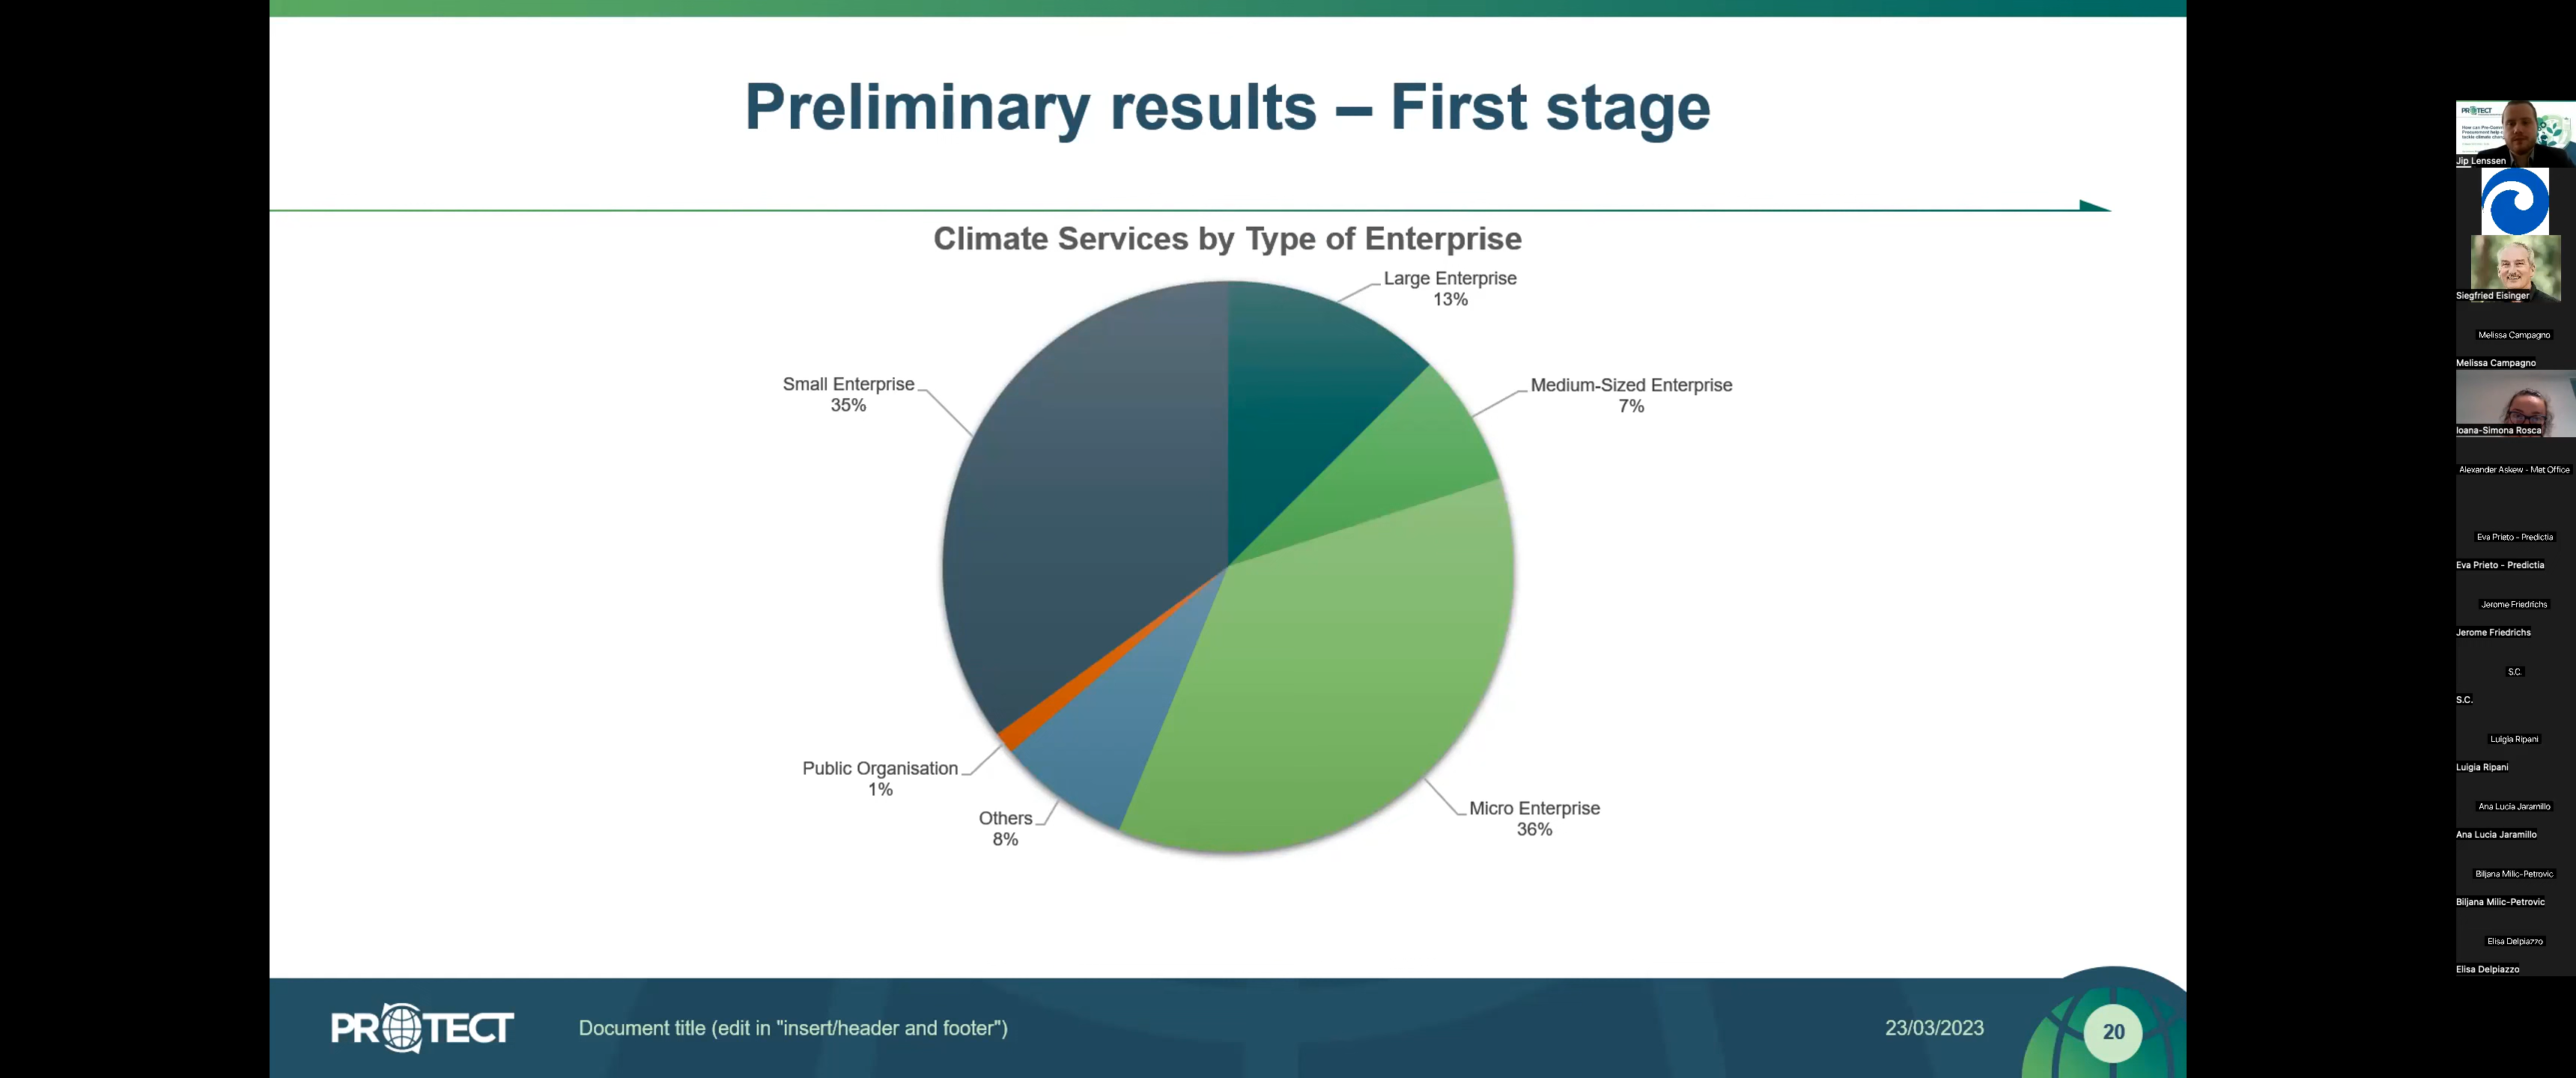 Preliminary results – First stage
Climate Services by Type of Enterprise
Large Enterprise
13%
Medium-Sized Enterprise
7%
Small Enterprise
35%
Micro Enterprise
36%
Public Organisation
1%
Others
8%
PROTECT
Document title (edit in "insert/header and footer")
23/03/2023
20
PROTECT
Jip Lenssen
Siegfried Eisinger
Melissa Campagno
Melissa Campagno
Ioana-Simona Rosca
Alexander Askew - Met Office
Eva Prieto - Predictia
Eva Prieto - Predictia
Jerome Friedrichs
Jerome Friedrichs
S.C.
S.C.
Luigia Ripani
Luigia Ripani
Ana Lucia Jaramillo
Ana Lucia Jaramillo
Biljana Milic-Petrovic
Biljana Milic-Petrovic
Elisa Delpiazzo
Elisa Delpiazzo